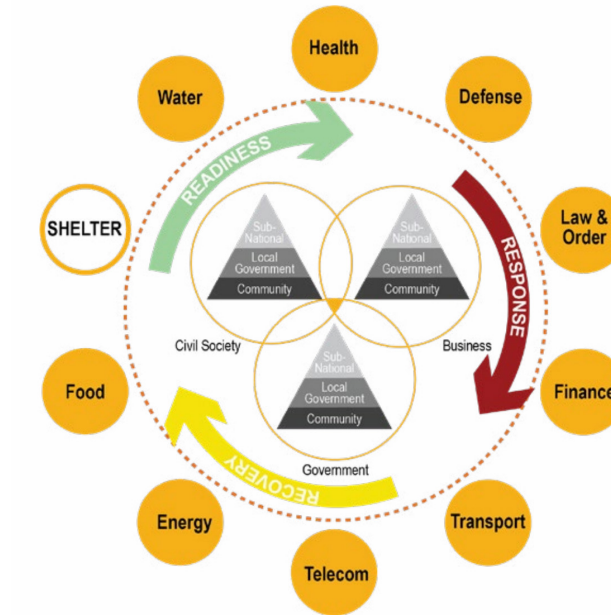 Health
Water
Defense
READINESS
SHELTER
Law &
Order
RESPONSE
Sub-
National
Local
Government
Community
Sub-
National
Local
Government
Community
Civil Society
Business
Sub-
National
Local
Government
Community
Food
Finance
Government
RECOVERY
Energy
Transport
Telecom